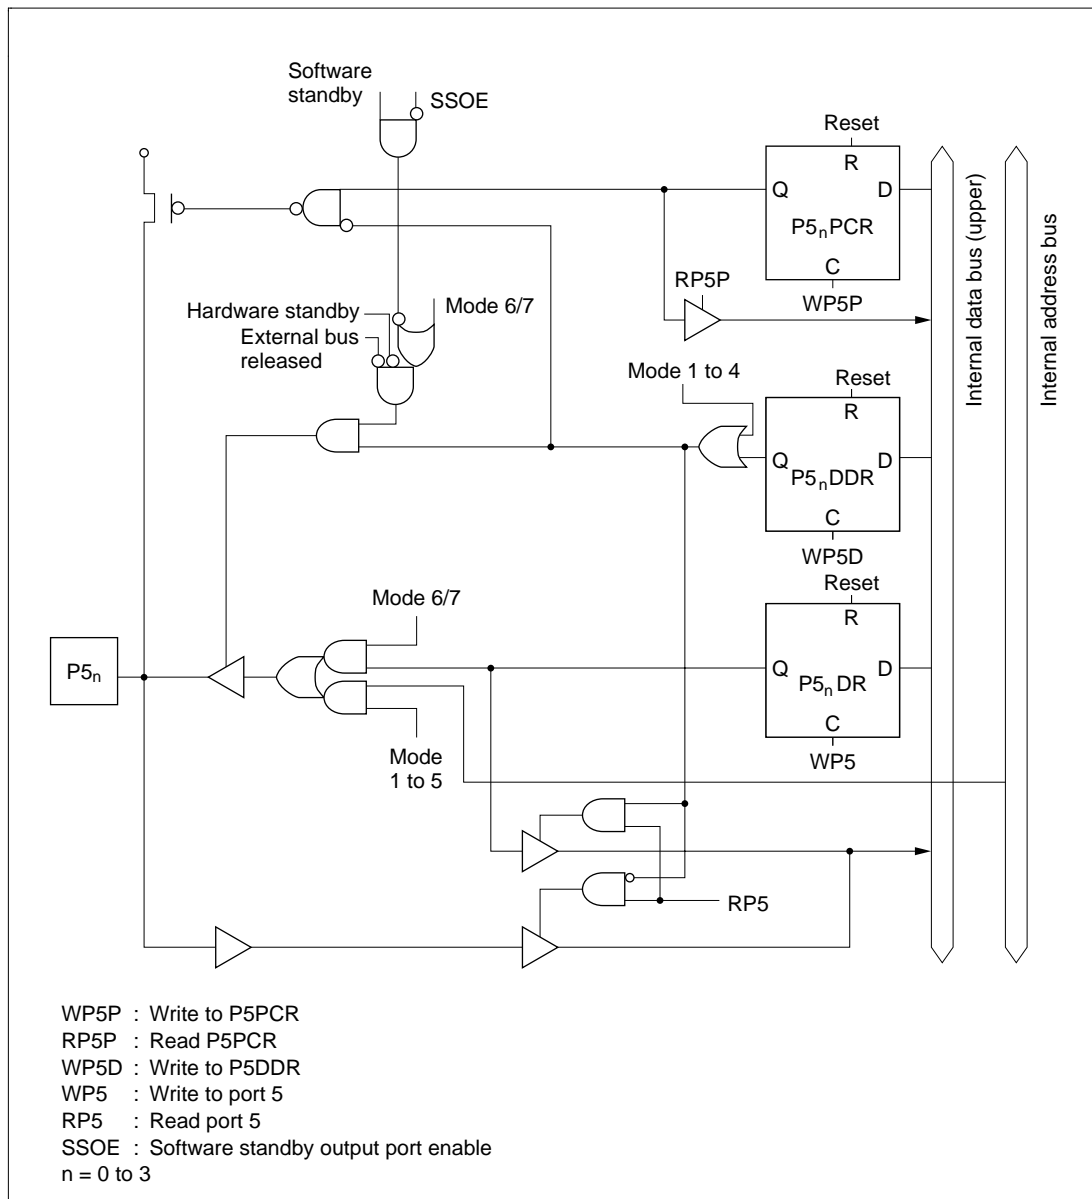 Software
standby
SSOE
Reset
R
Q
D
P5nPCR
C
WP5P
RP5P
Internal data bus (upper)
Internal address bus
Hardware standby
Mode 6/7
External bus
released
Mode 1 to 4
Reset
R
Q
D
P5nDDR
C
WP5D
Mode 6/7
Reset
R
P5n
Q
D
P5nDR
C
Mode
1 to 5
WP5
RP5
WP5P : Write to P5PCR
RP5P : Read P5PCR
WP5D : Write to P5DDR
WP5 : Write to port 5
RP5 : Read port 5
SSOE : Software standby output port enable
n = 0 to 3